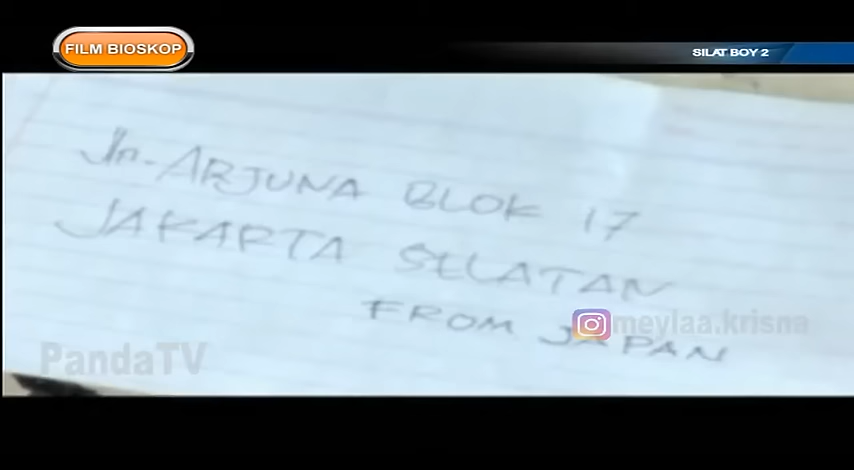 FILM BIOSKOP
SILAT BOY 2
Jln. ARJUNA BLOK 17
JAKARTA SELATAN
FROM JAPAN
meylaa.krisna
PandaTV